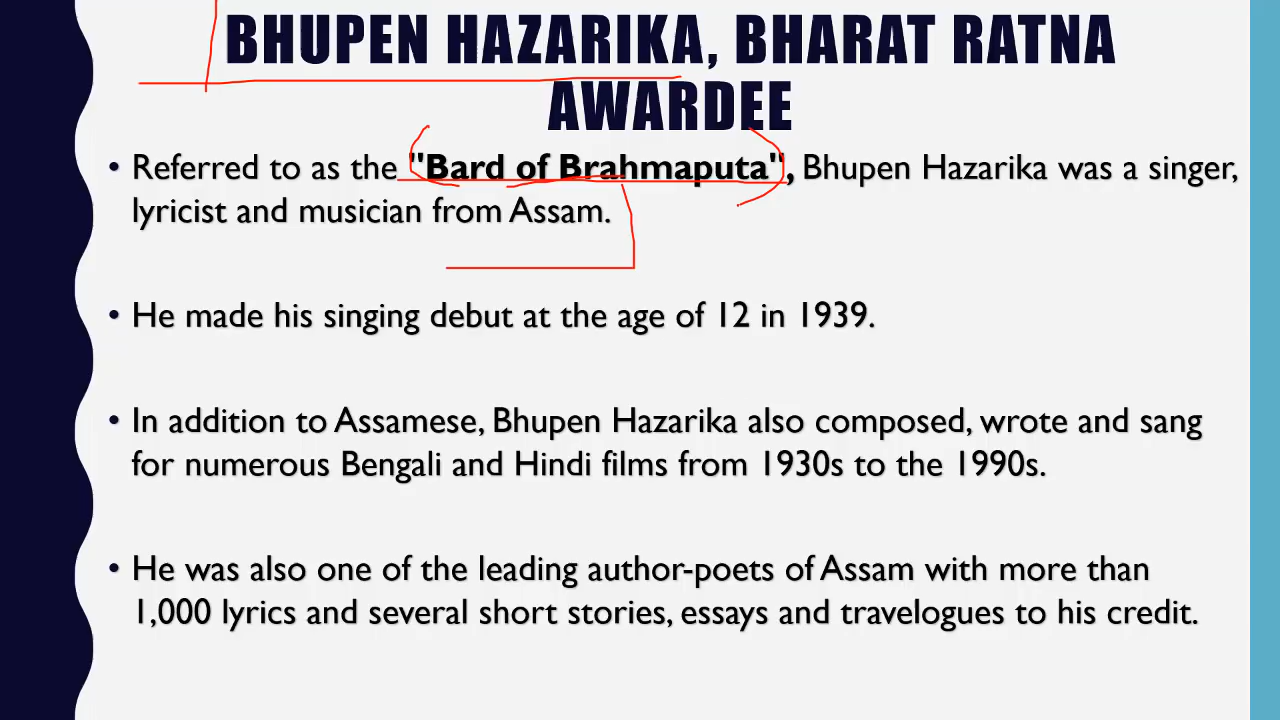 BHUPEN HAZARIKA, BHARAT RATNA
AWARDEE
• Referred to as the "Bard of Brahmaputa", Bhupen Hazarika was a singer,
lyricist and musician from Assam.
• He made his singing debut at the age of 12 in 1939.
• In addition to Assamese, Bhupen Hazarika also composed, wrote and sang
for numerous Bengali and Hindi films from 1930s to the 1990s.
• He was also one of the leading author-poets of Assam with more than
1,000 lyrics and several short stories, essays and travelogues to his credit.